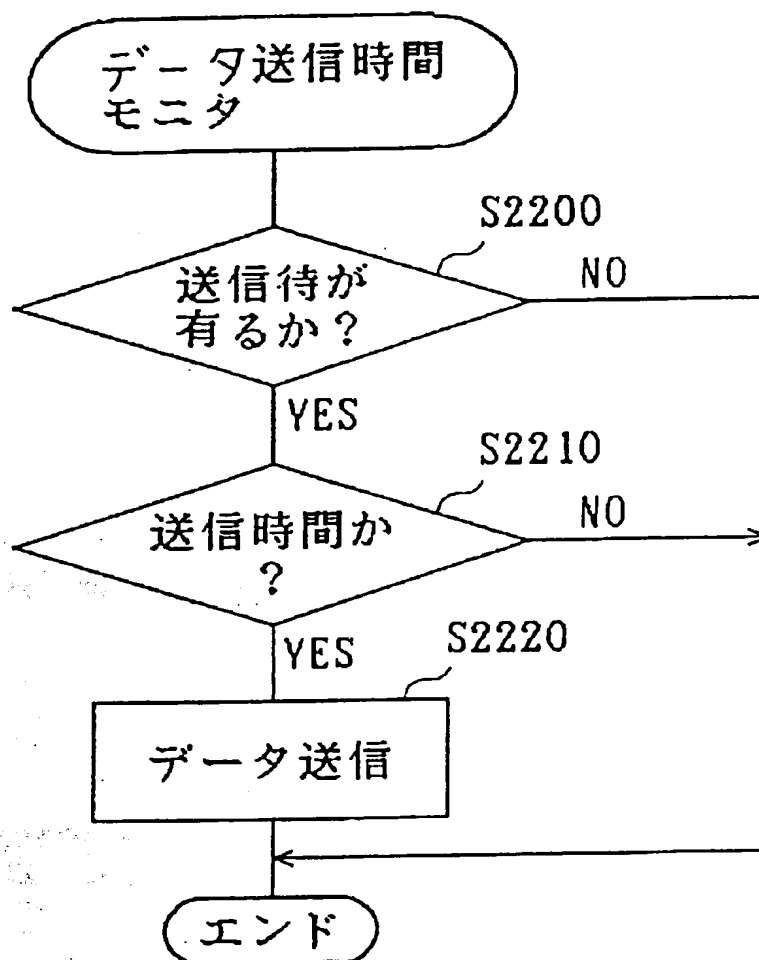 データ送信時間
モニタ
S2200
送信待が
有るか?
NO
YES
S2210
送信時間か
?
NO
YES
S2220
データ送信
エンド